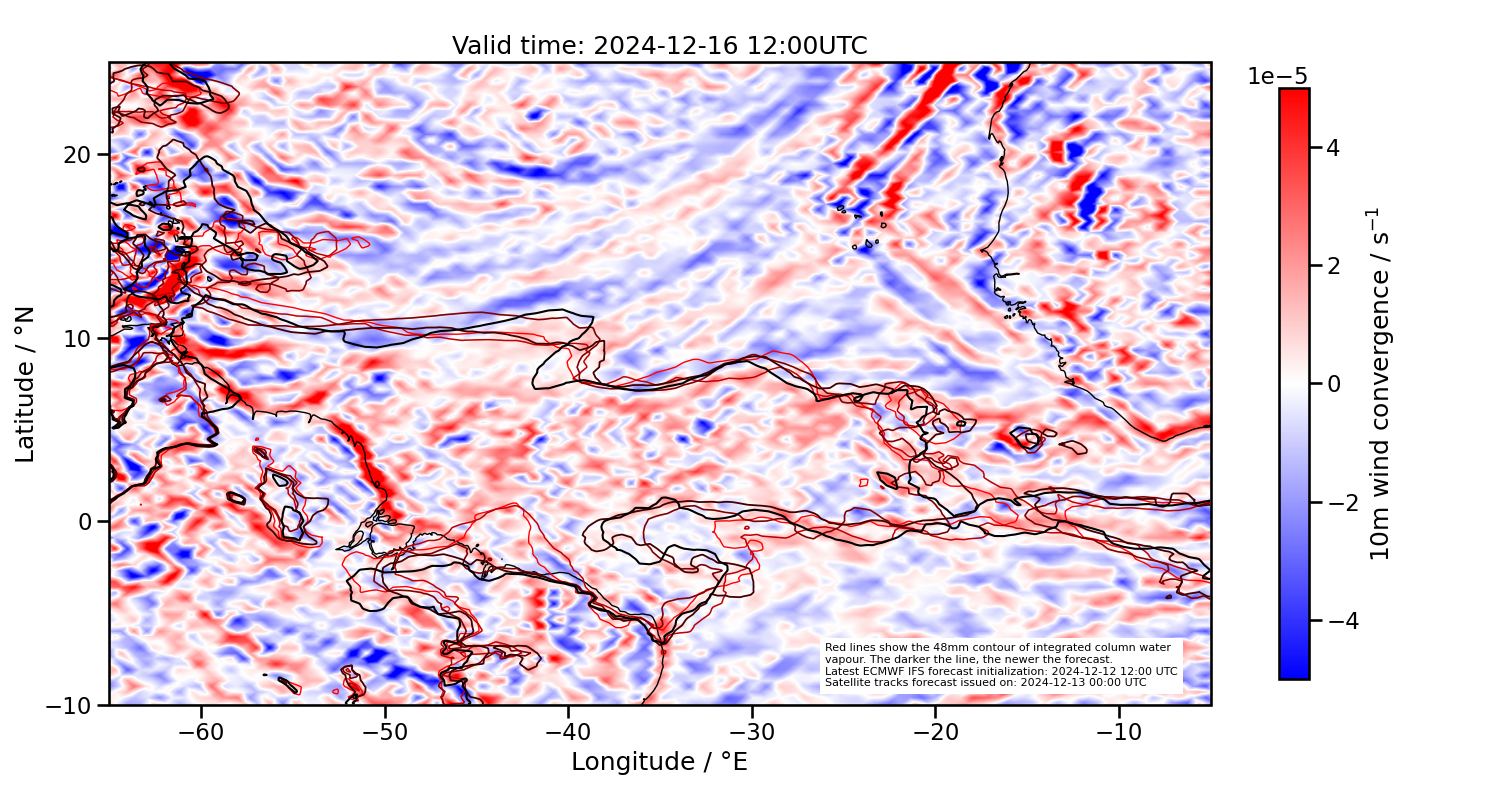 Valid time: 2024-12-16 12:00UTC
1e−5
20
10
0
−10
Latitude / °N
−60
−50
−40
−30
−20
−10
Longitude / °E
4
2
0
−2
−4
10m wind convergence / s⁻¹
Red lines show the 48mm contour of integrated column water
vapour. The darker the line, the newer the forecast.
Latest ECMWF IFS forecast initialization: 2024-12-12 12:00 UTC
Satellite tracks forecast issued on: 2024-12-13 00:00 UTC